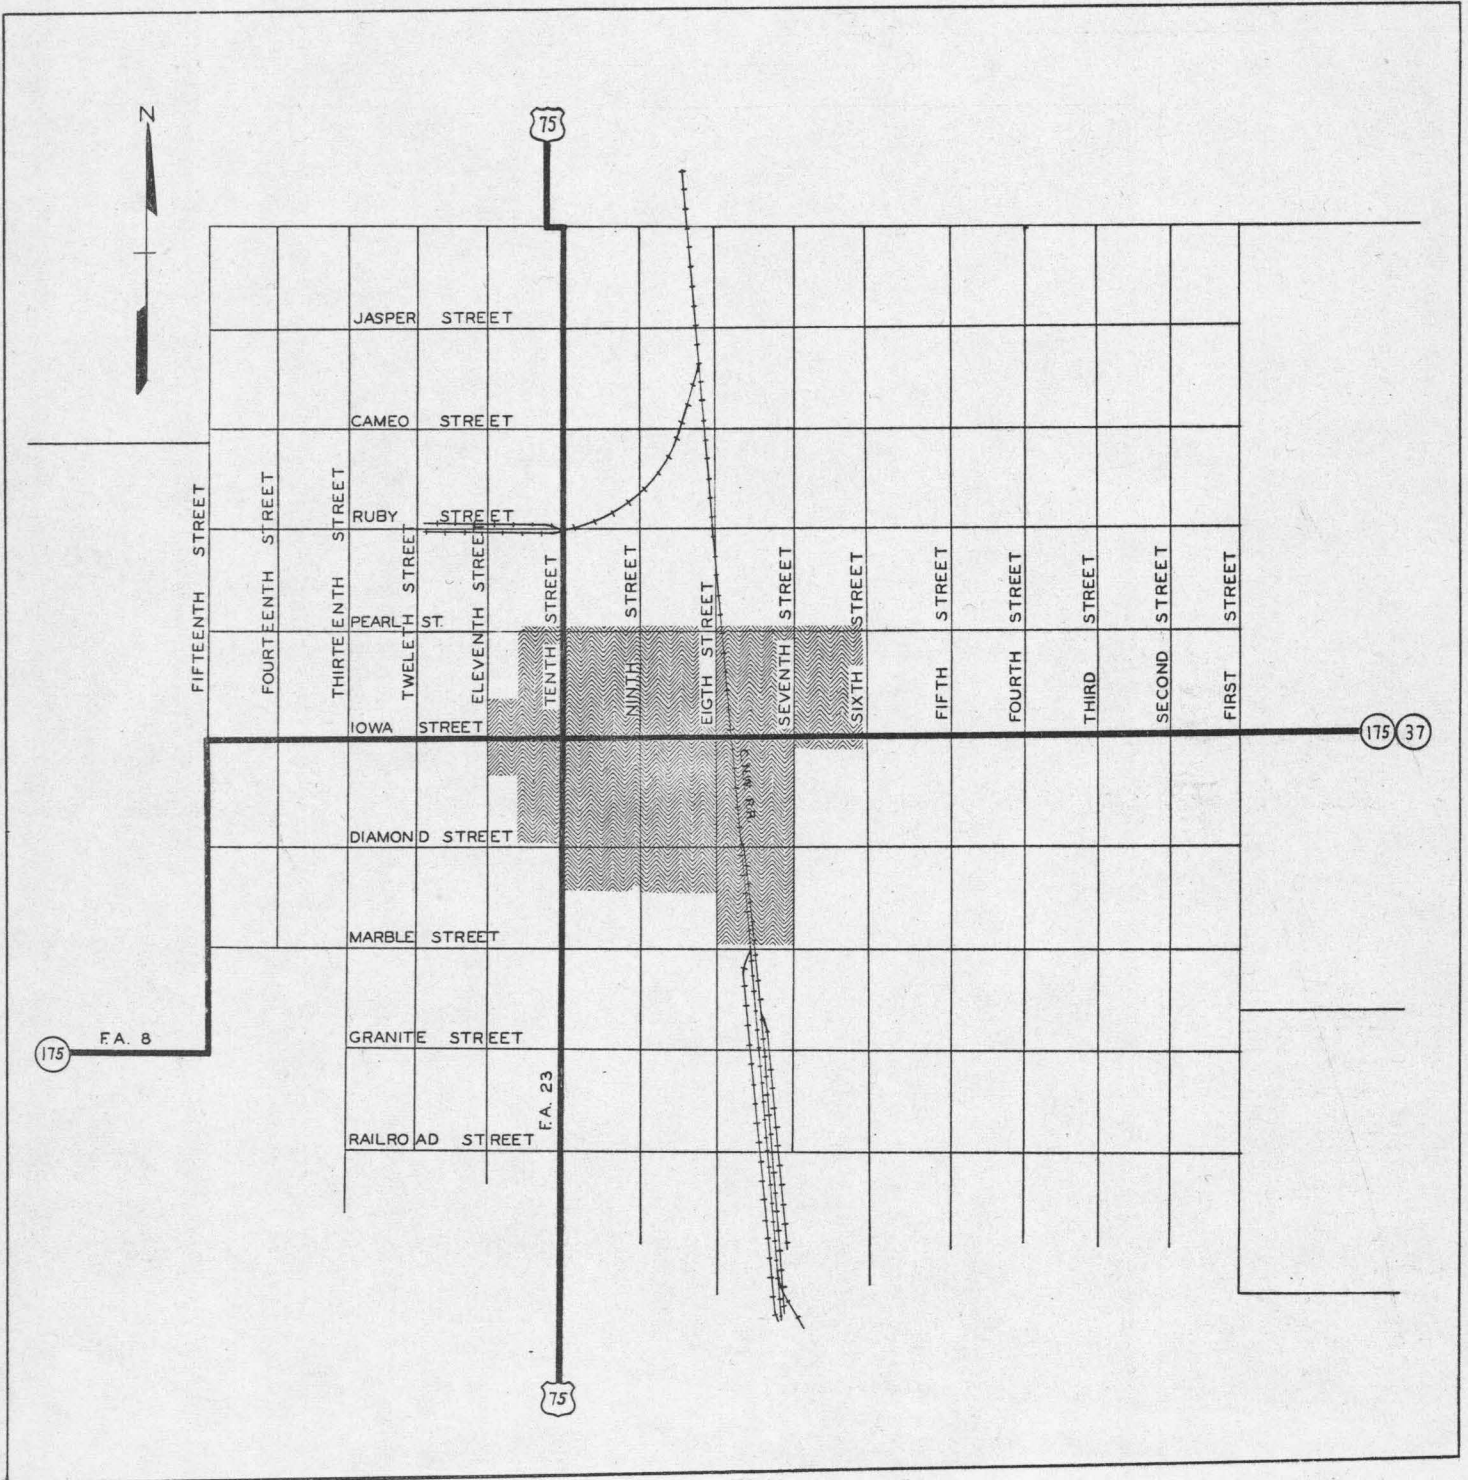 N
75
JASPER STREET
CAMEO STREET
RUBY STREET
PEARL ST.
IOWA STREET
DIAMOND STREET
MARBLE STREET
GRANITE STREET
RAILROAD STREET
FIFTEENTH STREET
FOURTEENTH STREET
THIRTEENTH STREET
TWELETH STREET
ELEVENTH STREET
TENTH STREET
NINTH STREET
EIGTH STREET
SEVENTH STREET
SIXTH STREET
FIFTH STREET
FOURTH STREET
THIRD STREET
SECOND STREET
FIRST STREET
175 37
175
F.A. 8
F.A. 23
75